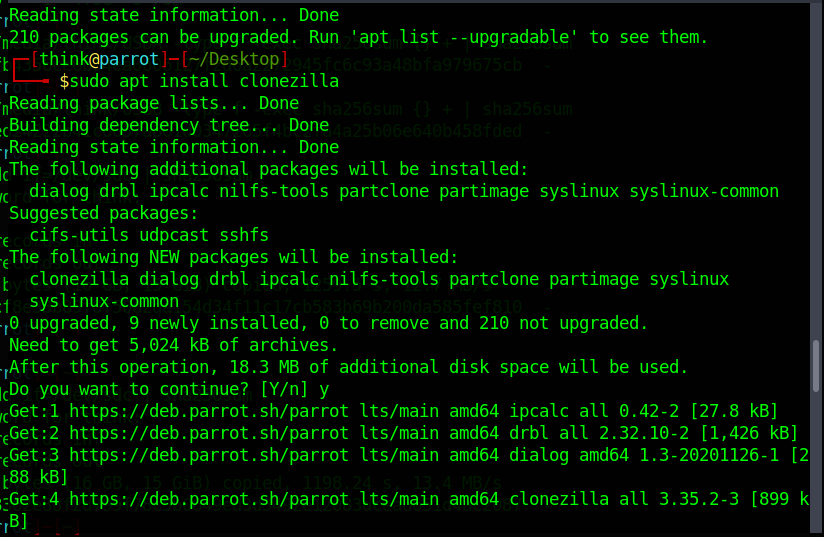 Reading state information... Done
210 packages can be upgraded. Run 'apt list --upgradable' to see them.
┌─[think@parrot]─[~/Desktop]
└──╼ $sudo apt install clonezilla
Reading package lists... Done
Building dependency tree... Done
Reading state information... Done
The following additional packages will be installed:
  dialog drbl ipcalc nilfs-tools partclone partimage syslinux syslinux-common
Suggested packages:
  cifs-utils udpcast sshfs
The following NEW packages will be installed:
  clonezilla dialog drbl ipcalc nilfs-tools partclone partimage syslinux
  syslinux-common
0 upgraded, 9 newly installed, 0 to remove and 210 not upgraded.
Need to get 5,024 kB of archives.
After this operation, 18.3 MB of additional disk space will be used.
Do you want to continue? [Y/n] y
Get:1 https://deb.parrot.sh/parrot lts/main amd64 ipcalc all 0.42-2 [27.8 kB]
Get:2 https://deb.parrot.sh/parrot lts/main amd64 drbl all 2.32.10-2 [1,426 kB]
Get:3 https://deb.parrot.sh/parrot lts/main amd64 dialog amd64 1.3-20201126-1 [2
88 kB]
Get:4 https://deb.parrot.sh/parrot lts/main amd64 clonezilla all 3.35.2-3 [899 k
B]